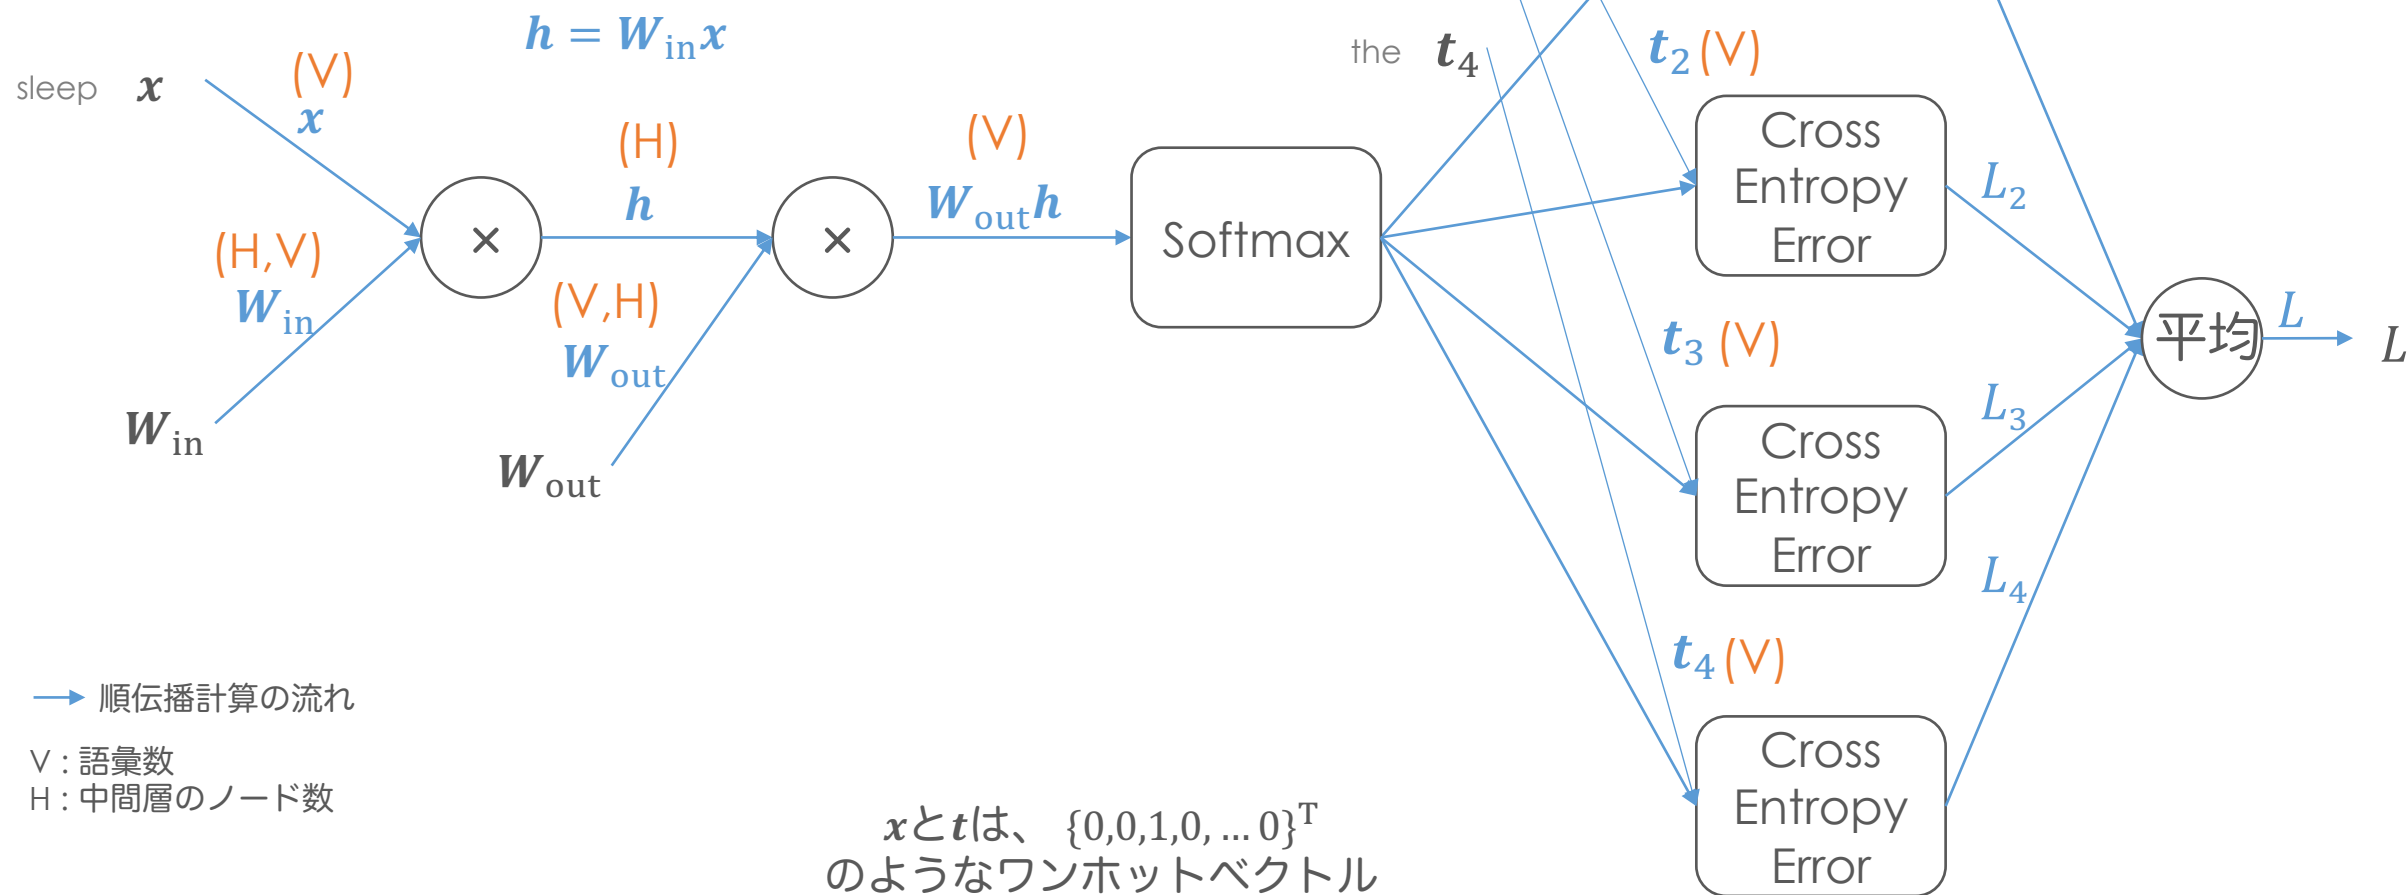 h = W_in x
sleep x
(V)
x
(H,V)
W_in
W_in
×
(H)
h
(V,H)
W_out
W_out
×
(V)
W_out h
Softmax
the t_4
t_2 (V)
Cross
Entropy
Error
L_2
t_3 (V)
Cross
Entropy
Error
L_3
t_4 (V)
Cross
Entropy
Error
L_4
平均
L
L
順伝播計算の流れ
V : 語彙数
H : 中間層のノード数
xとtは、 {0,0,1,0, … 0}^T
のようなワンホットベクトル